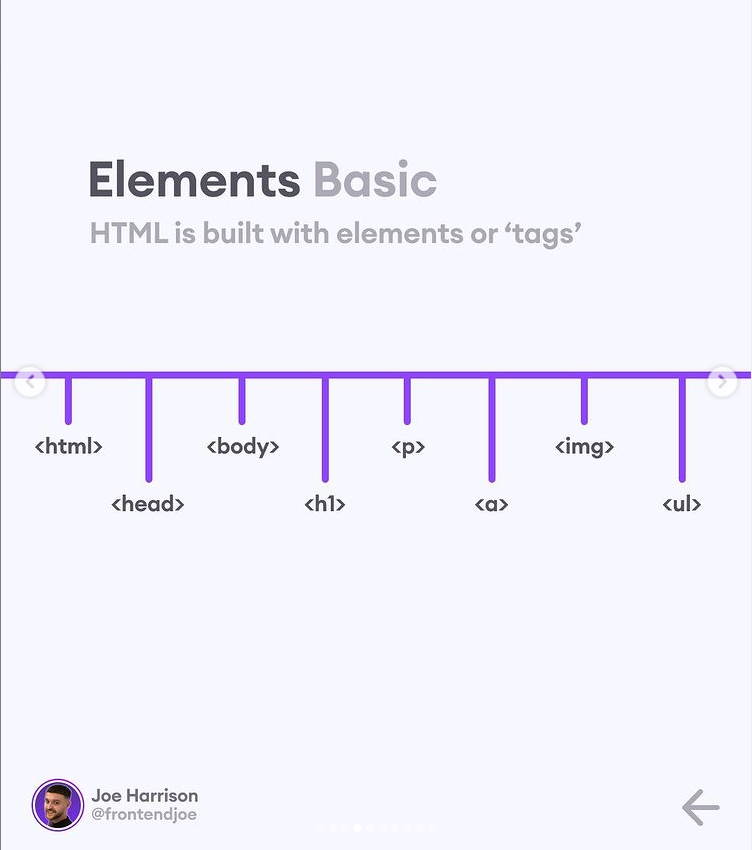 Elements Basic
HTML is built with elements or ‘tags’
<html>
<head>
<body>
<h1>
<p>
<a>
<img>
<ul>
Joe Harrison
@frontendjoe